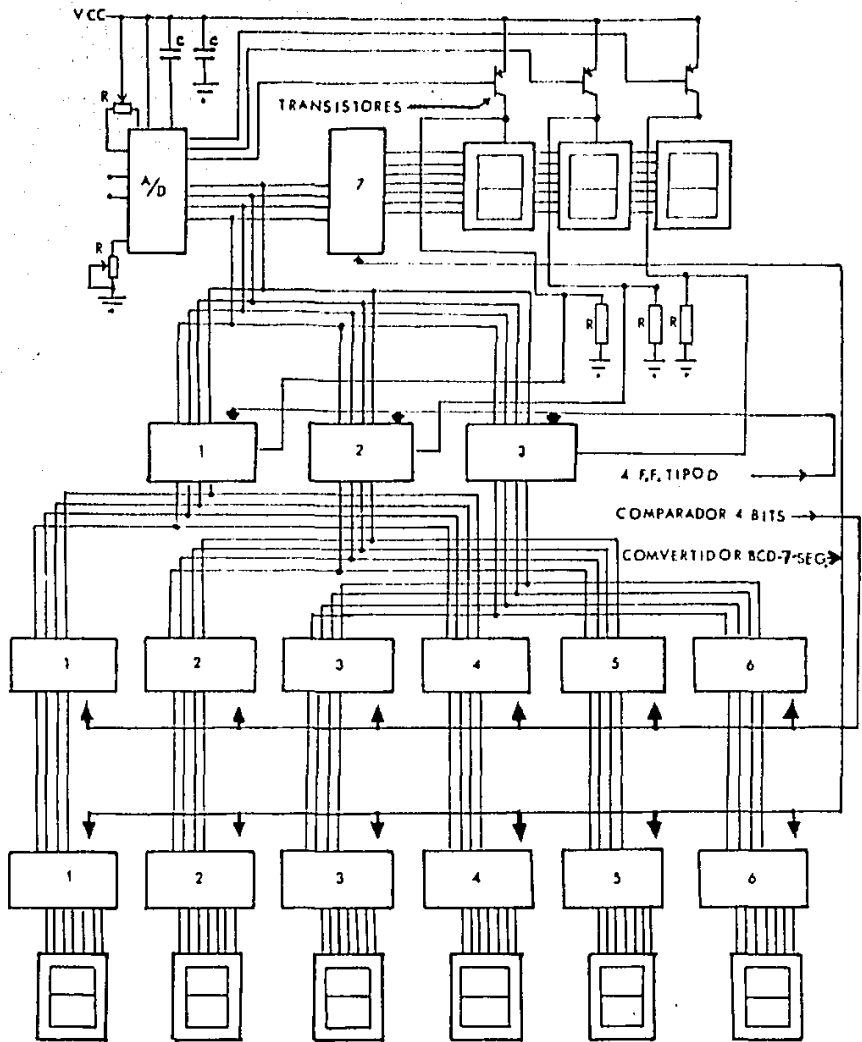 VCC
C C
R
TRANSISTORES
A/D
7
R
R R R
1 2 3
4 F.F. TIPO D
COMPARADOR 4 BITS
COMVERTIDOR BCD-7-SEG.
1 2 3 4 5 6
1 2 3 4 5 6